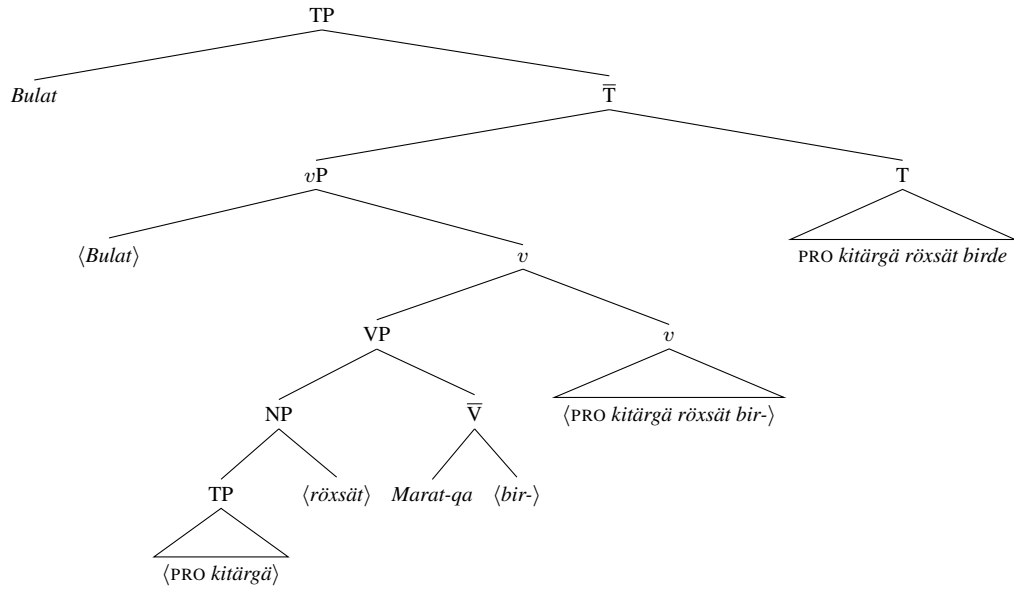 TP
Bulat T̅
vP T
⟨Bulat⟩ v PRO kitärgä röxsät birde
VP v
NP V̅ ⟨PRO kitärgä röxsät bir-⟩
TP ⟨röxsät⟩ Marat-qa ⟨bir-⟩
⟨PRO kitärgä⟩